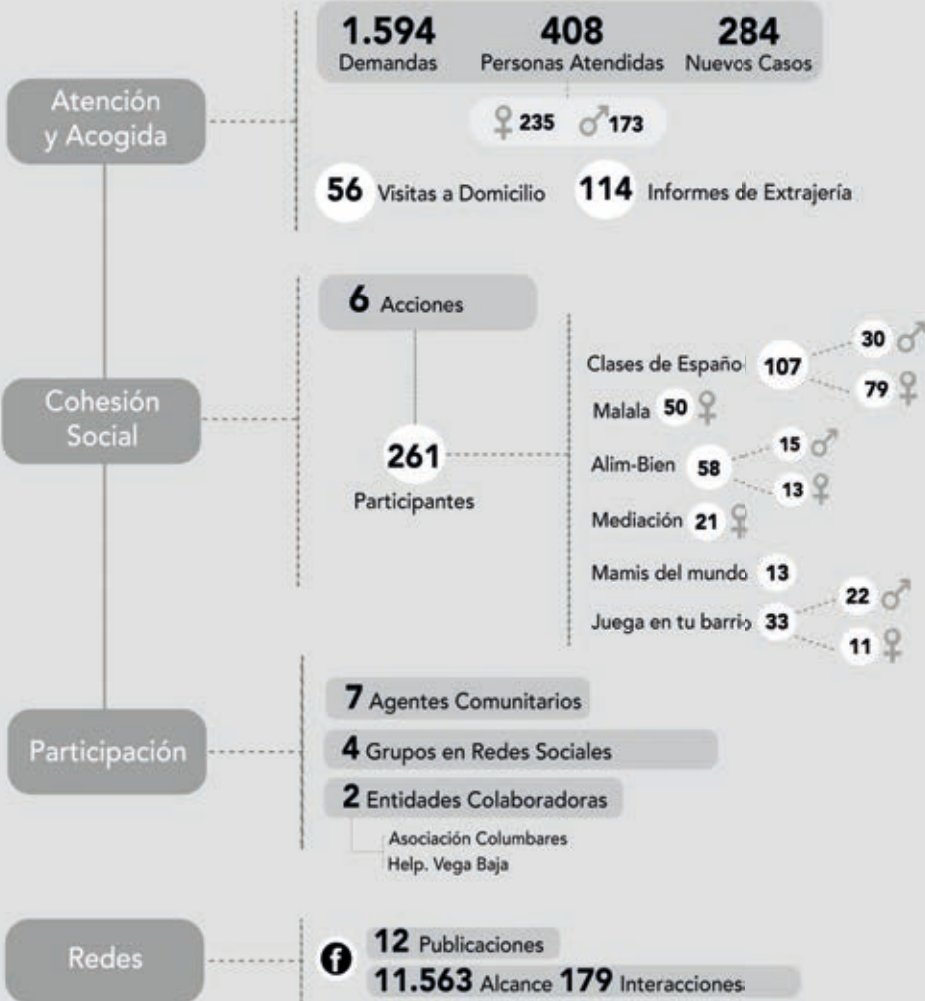 1.594 408 284
Demandas Personas Atendidas Nuevos Casos
Atención
y Acogida
♀ 235 ♂ 173
56 Visitas a Domicilio 114 Informes de Extrajería
6 Acciones
Cohesión
Social
261
Participantes
Clases de Español 107
30 ♂
79 ♀
Malala 50 ♀
Alim-Bien 58
15 ♂
13 ♀
Mediación 21 ♀
Mamis del mundo 13
Juega en tu barrio 33
22 ♂
11 ♀
Participación
7 Agentes Comunitarios
4 Grupos en Redes Sociales
2 Entidades Colaboradoras
Asociación Columbares
Help. Vega Baja
Redes
f
12 Publicaciones
11.563 Alcance 179 Interacciones